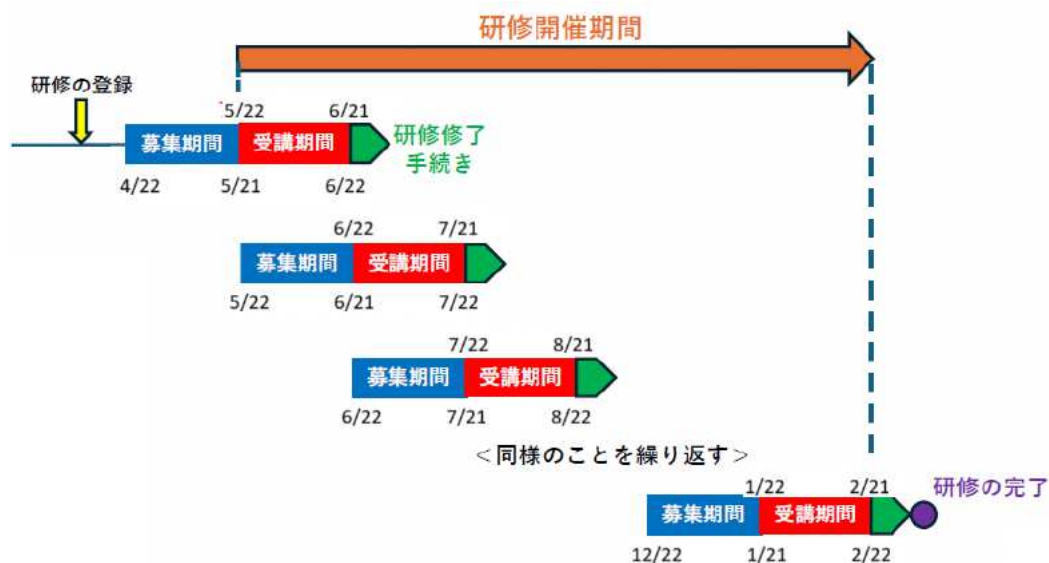 研修開催期間
研修の登録
5/22 6/21
募集期間 受講期間 研修修了
手続き
4/22 5/21 6/22
6/22 7/21
募集期間 受講期間
5/22 6/21 7/22
7/22 8/21
募集期間 受講期間
6/22 7/21 8/22
＜同様のことを繰り返す＞
1/22 2/21 研修の完了
募集期間 受講期間
12/22 1/21 2/22